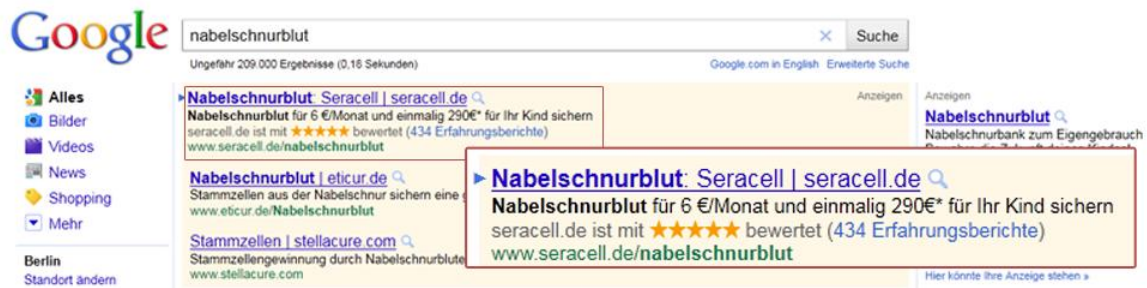 Google
nabelschnurblut
Suche
Ungefähr 209.000 Ergebnisse (0,16 Sekunden)
Google.com in English Erweiterte Suche
Alles
Bilder
Videos
News
Shopping
Mehr
Berlin
Standort ändern
Nabelschnurblut: Seracell | seracell.de
Anzeigen
Nabelschnurblut für 6 €/Monat und einmalig 290€* für Ihr Kind sichern
seracell.de ist mit ★★★★★ bewertet (434 Erfahrungsberichte)
www.seracell.de/nabelschnurblut
Nabelschnurblut | eticur.de
Stammzellen aus der Nabelschnur sichern eine
www.eticur.de/Nabelschnurblut
Stammzellen | stellacure.com
Stammzellengewinnung durch Nabelschnurblute
www.stellacure.com
Anzeigen
Nabelschnurblut
Nabelschnurbank zum Eigengebrauch
Nabelschnurblut: Seracell | seracell.de
Nabelschnurblut für 6 €/Monat und einmalig 290€* für Ihr Kind sichern
seracell.de ist mit ★★★★★ bewertet (434 Erfahrungsberichte)
www.seracell.de/nabelschnurblut
Hier könnte Ihre Anzeige stehen »